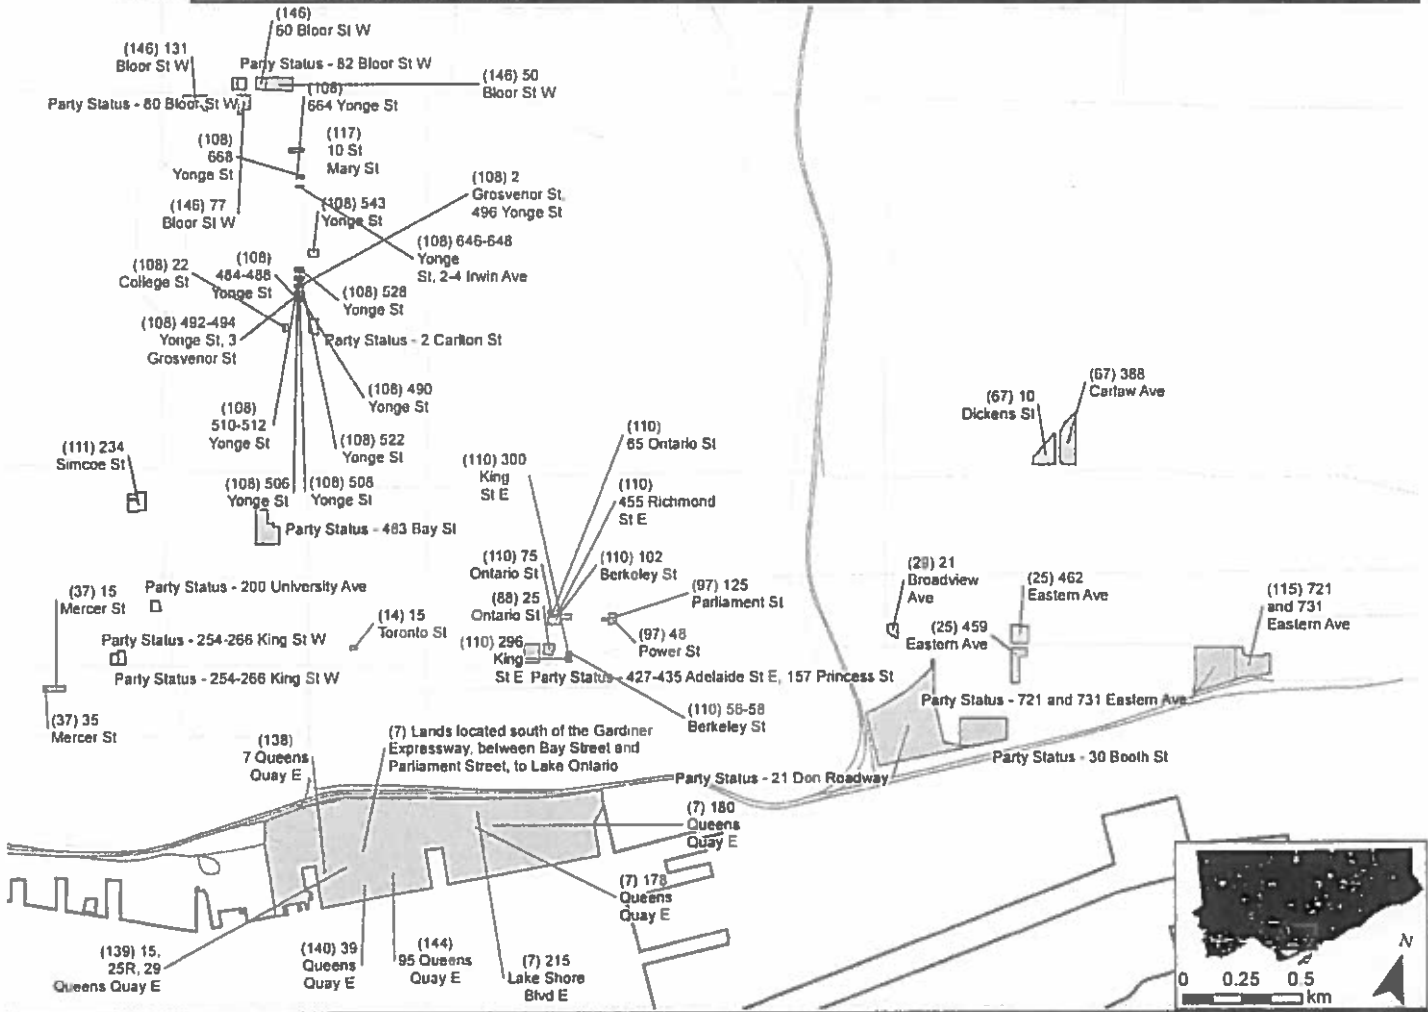 (146)
60 Bloor St W
(146) 131
Bloor St W
Party Status - 82 Bloor St W
(146) 50
Bloor St W
Party Status - 80 Bloor St W
(108)
664 Yonge St
(108)
668
Yonge St
(117)
10 St
Mary St
(146) 77
Bloor St W
(108) 2
Grosvenor St,
496 Yonge St
(108) 543
Yonge St
(108) 646-648
Yonge
St, 2-4 Irwin Ave
(108) 22
College St
(108)
484-488
Yonge St
(108) 528
Yonge St
(108) 492-494
Yonge St, 3
Grosvenor St
Party Status - 2 Carlton St
(108) 490
Yonge St
(108)
510-512
Yonge St
(108) 522
Yonge St
(67) 10
Dickens St
(67) 388
Carlaw Ave
(111) 234
Simcoe St
(108) 506
Yonge St
(108) 508
Yonge St
Party Status - 483 Bay St
(110) 300
King
St E
(110)
65 Ontario St
(110)
455 Richmond
St E
(110) 75
Ontario St
(110) 102
Berkeley St
(88) 25
Ontario St
(97) 125
Parliament St
(97) 48
Power St
(110) 296
King
St E
Party Status - 427-435 Adelaide St E, 157 Princess St
(110) 56-58
Berkeley St
(37) 15
Mercer St
Party Status - 200 University Ave
(14) 15
Toronto St
Party Status - 254-266 King St W
Party Status - 254-266 King St W
(37) 35
Mercer St
(29) 21
Broadview
Ave
(25) 462
Eastern Ave
(25) 459
Eastern Ave
(115) 721
and 731
Eastern Ave
Party Status - 721 and 731 Eastern Ave
Party Status - 30 Booth St
Party Status - 21 Don Roadway
(138)
7 Queens
Quay E
(7) Lands located south of the Gardiner
Expressway, between Bay Street and
Parliament Street, to Lake Ontario
(7) 180
Queens
Quay E
(7) 178
Queens
Quay E
(139) 15,
25R, 29
Queens Quay E
(140) 39
Queens
Quay E
(144)
95 Queens
Quay E
(7) 215
Lake Shore
Blvd E
N
0 0.25 0.5
km